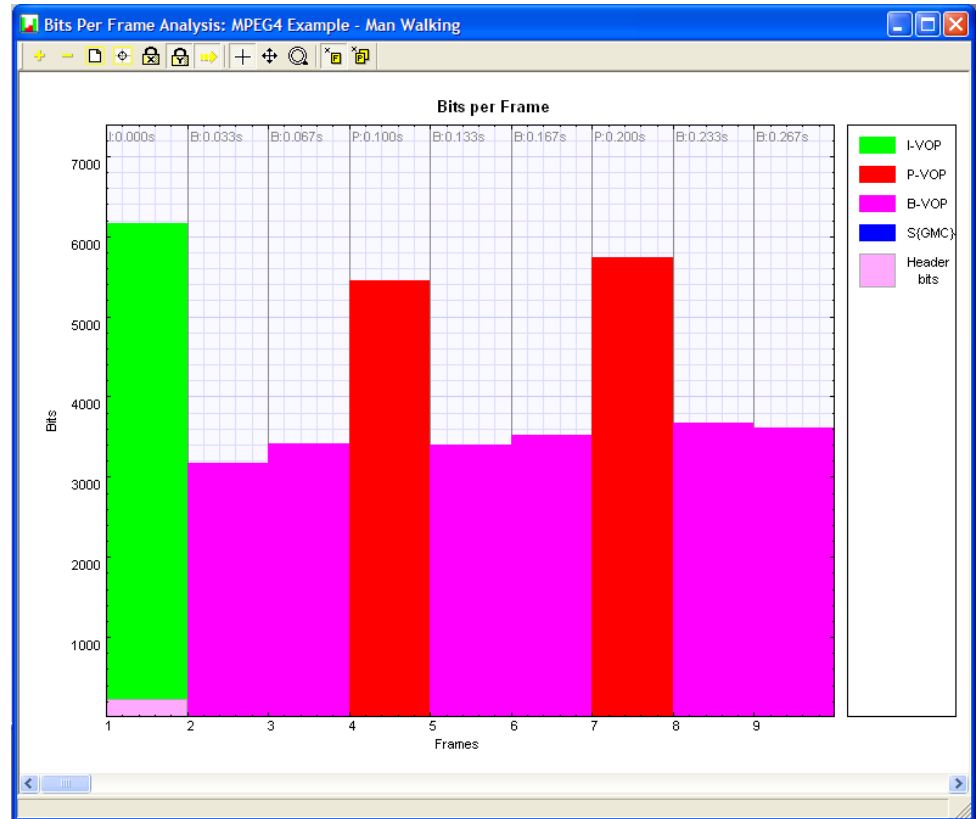 Bits Per Frame Analysis: MPEG4 Example - Man Walking
Bits per Frame
I:0.000s B:0.033s B:0.067s P:0.100s B:0.133s B:0.167s P:0.200s B:0.233s B:0.267s
7000
6000
5000
4000
3000
2000
1000
Bits
1 2 3 4 5 6 7 8 9
Frames
I-VOP
P-VOP
B-VOP
S(GMC)
Header
bits